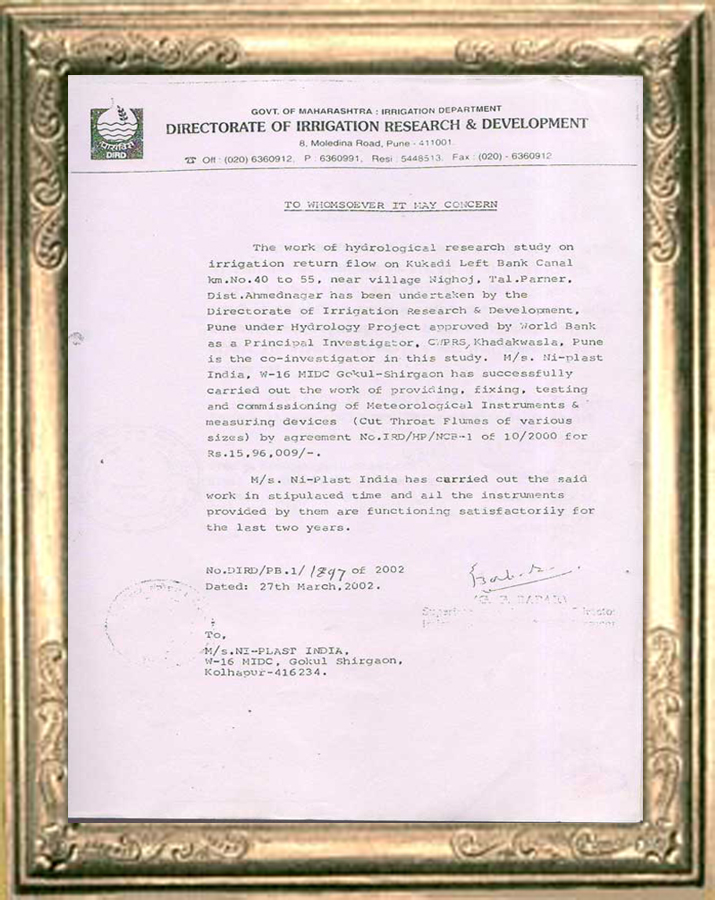 GOVT. OF MAHARASHTRA : IRRIGATION DEPARTMENT
DIRECTORATE OF IRRIGATION RESEARCH & DEVELOPMENT
8, Moledina Road, Pune - 411001.
☎ Off : (020) 6360912, P : 6360991, Resi : 5448513, Fax : (020) - 6360912
DIRD
TO WHOMSOEVER IT MAY CONCERN
The work of hydrological research study on
irrigation return flow on Kukadi Left Bank Canal
km.No.40 to 55, near village Nighoj, Tal.Parner,
Dist.Ahmednagar has been undertaken by the
Directorate of Irrigation Research & Development,
Pune under Hydrology Project approved by World Bank
as a Principal Investigator, CWPRS, Khadakwasla, Pune
is the co-investigator in this study. M/s. Ni-plast
India, W-16 MIDC Gokul-Shirgaon has successfully
carried out the work of providing, fixing, testing
and commissioning of Meteorological Instruments &
measuring devices (Cut Throat Flumes of various
sizes) by agreement No.IRD/HP/NCB-1 of 10/2000 for
Rs.15,96,009/-.
M/s. Ni-Plast India has carried out the said
work in stipulated time and all the instruments
provided by them are functioning satisfactorily for
the last two years.
No.DIRD/PB.1/1897 of 2002
Dated: 27th March,2002.
To,
M/s.NI-PLAST INDIA,
W-16 MIDC, Gokul Shirgaon,
Kolhapur-416234.